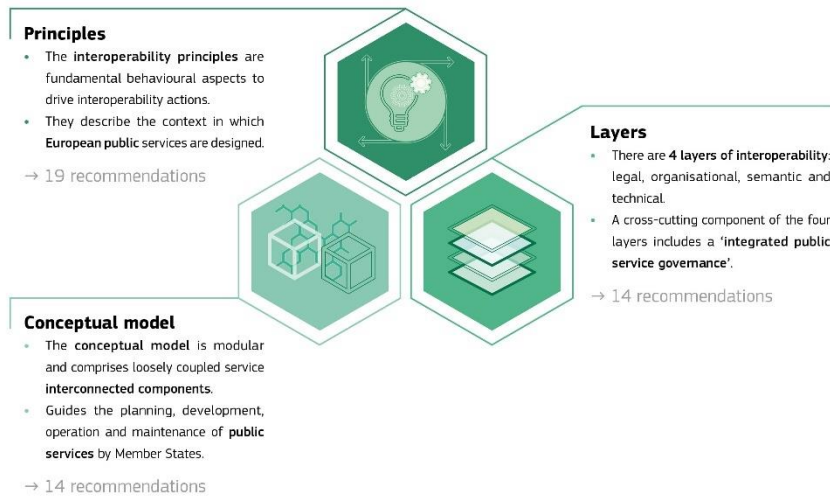 Principles
• The interoperability principles are
fundamental behavioural aspects to
drive interoperability actions.
• They describe the context in which
European public services are designed.
→ 19 recommendations
Layers
• There are 4 layers of interoperability:
legal, organisational, semantic and
technical.
• A cross-cutting component of the four
layers includes a ‘integrated public
service governance’.
→ 14 recommendations
Conceptual model
• The conceptual model is modular
and comprises loosely coupled service
interconnected components.
• Guides the planning, development,
operation and maintenance of public
services by Member States.
→ 14 recommendations